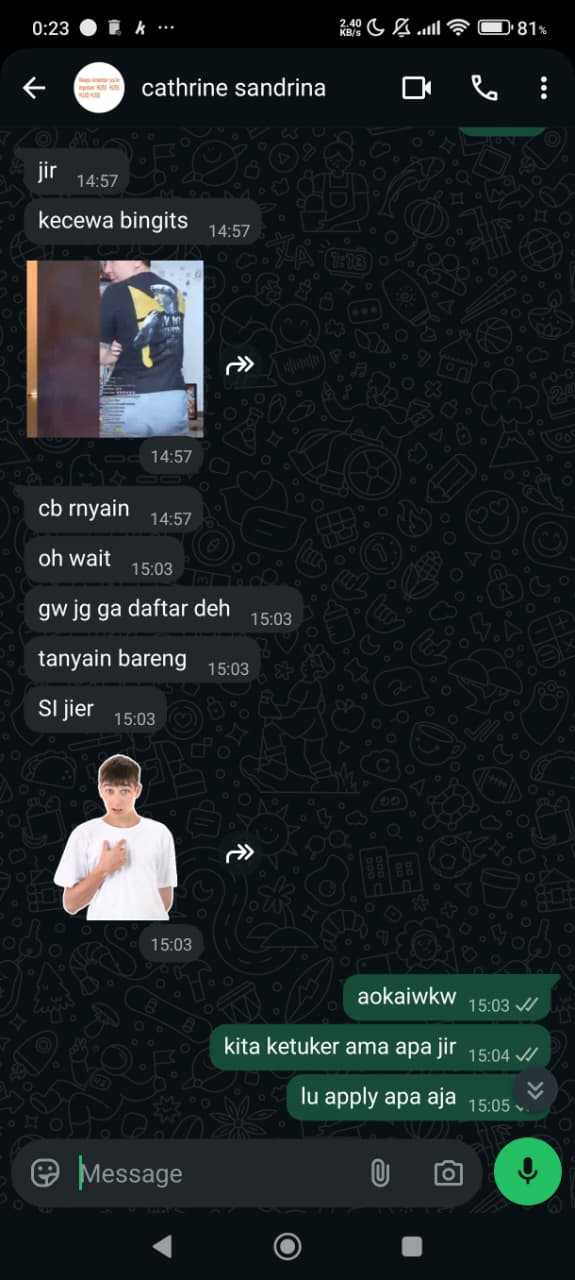 0:23
2.40
KB/s
81%
cathrine sandrina
jir 14:57
kecewa bingits 14:57
14:57
cb rnyain 14:57
oh wait 15:03
gw jg ga daftar deh 15:03
tanyain bareng 15:03
SI jier 15:03
15:03
aokaiwkw 15:03
kita ketuker ama apa jir 15:04
lu apply apa aja 15:05
Message